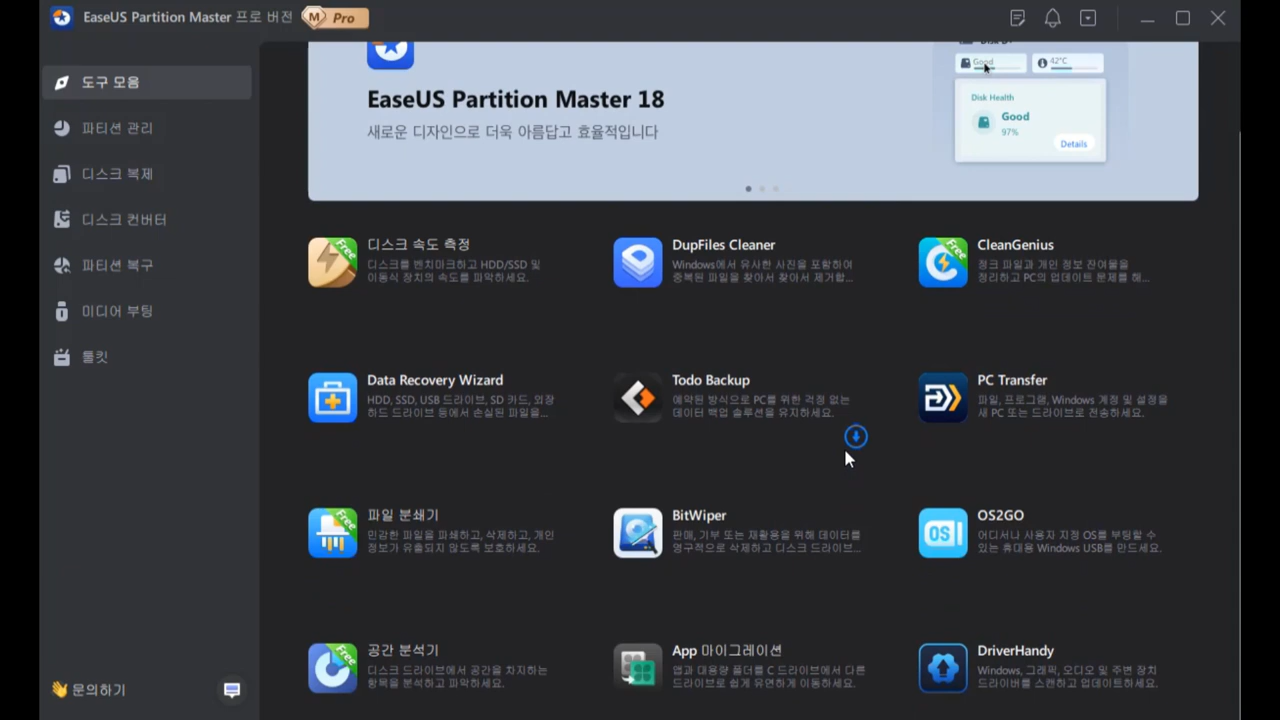 EaseUS Partition Master 프로 버전
M Pro
도구 모음
파티션 관리
디스크 복제
디스크 컨버터
파티션 복구
미디어 부팅
툴킷
문의하기
EaseUS Partition Master 18
새로운 디자인으로 더욱 아름답고 효율적입니다
Good
42°C
Disk Health
Good
97%
Details
디스크 속도 측정
디스크를 벤치마크하고 HDD/SSD 및
이동식 장치의 속도를 파악하세요.
Free
DupFiles Cleaner
Windows에서 유사한 사진을 포함하여
중복된 파일을 찾아서 찾아서 제거합...
CleanGenius
정크 파일과 개인 정보 잔여물을
정리하고 PC의 업데이트 문제를 해...
Free
Data Recovery Wizard
HDD, SSD, USB 드라이브, SD 카드, 외장
하드 드라이브 등에서 손실된 파일을...
Todo Backup
예약된 방식으로 PC를 위한 걱정 없는
데이터 백업 솔루션을 유지하세요.
PC Transfer
파일, 프로그램, Windows 계정 및 설정을
새 PC 또는 드라이브로 전송하세요.
파일 분쇄기
민감한 파일을 파쇄하고, 삭제하고, 개인
정보가 유출되지 않도록 보호하세요.
Free
BitWiper
판매, 기부 또는 재활용을 위해 데이터를
영구적으로 삭제하고 디스크 드라이브...
OS2GO
어디서나 사용자 지정 OS를 부팅할 수
있는 휴대용 Windows USB를 만드세요.
OS
공간 분석기
디스크 드라이브에서 공간을 차지하는
항목을 분석하고 파악하세요.
Free
App 마이그레이션
앱과 대용량 폴더를 C 드라이브에서 다른
드라이브로 쉽게 유연하게 이동하세요.
DriverHandy
Windows, 그래픽, 오디오 및 주변 장치
드라이버를 스캔하고 업데이트하세요.